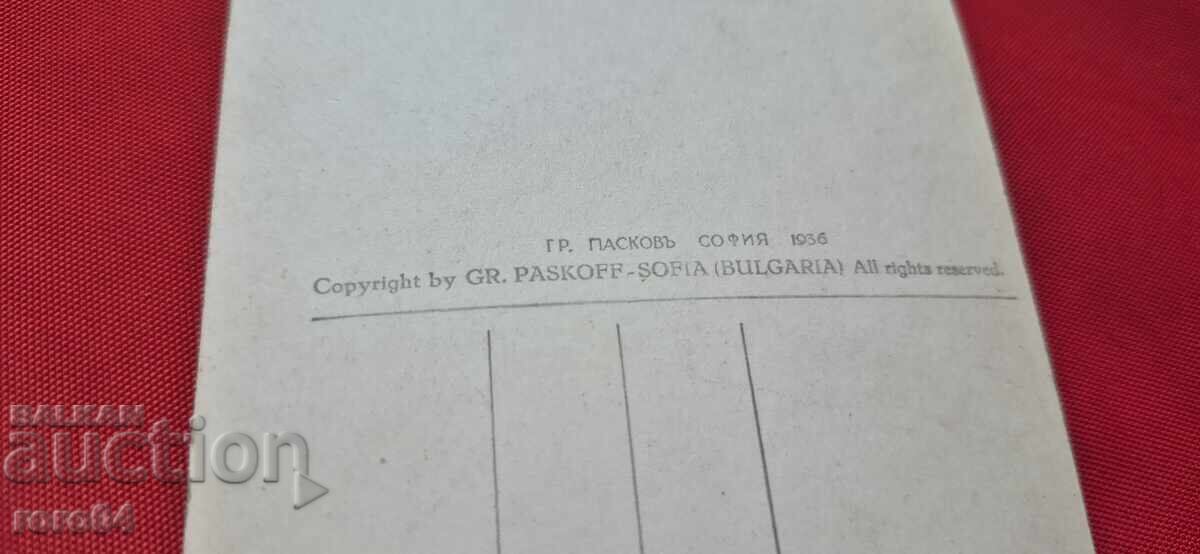 ГР. ПАСКОВЪ СОФИЯ 1936
Copyright by GR. PASKOFF-SOFIA (BULGARIA) All rights reserved.
BALKAN
auction
roro64